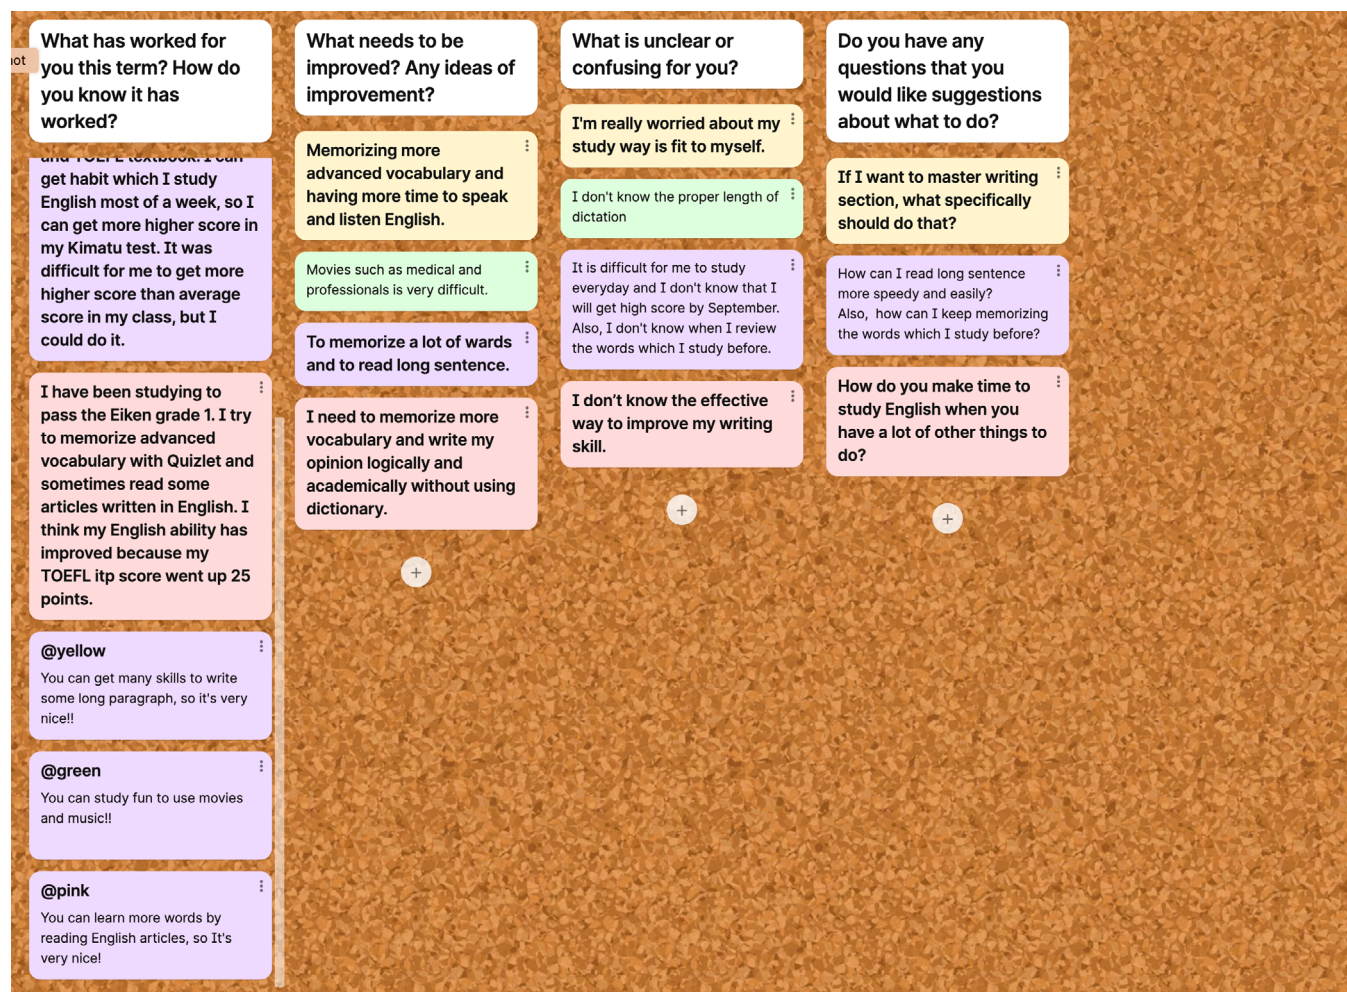 What has worked for
you this term? How do
you know it has
worked?
and TOEFL textbook. I can
get habit which I study
English most of a week, so I
can get more higher score in
my Kimatu test. It was
difficult for me to get more
higher score than average
score in my class, but I
could do it.
I have been studying to
pass the Eiken grade 1. I try
to memorize advanced
vocabulary with Quizlet and
sometimes read some
articles written in English. I
think my English ability has
improved because my
TOEFL itp score went up 25
points.
@yellow
You can get many skills to write
some long paragraph, so it's very
nice!!
@green
You can study fun to use movies
and music!!
@pink
You can learn more words by
reading English articles, so It's
very nice!
What needs to be
improved? Any ideas of
improvement?
Memorizing more
advanced vocabulary and
having more time to speak
and listen English.
Movies such as medical and
professionals is very difficult.
To memorize a lot of wards
and to read long sentence.
I need to memorize more
vocabulary and write my
opinion logically and
academically without using
dictionary.
What is unclear or
confusing for you?
I'm really worried about my
study way is fit to myself.
I don't know the proper length of
dictation
It is difficult for me to study
everyday and I don't know that I
will get high score by September.
Also, I don't know when I review
the words which I study before.
I don’t know the effective
way to improve my writing
skill.
Do you have any
questions that you
would like suggestions
about what to do?
If I want to master writing
section, what specifically
should do that?
How can I read long sentence
more speedy and easily?
Also,  how can I keep memorizing
the words which I study before?
How do you make time to
study English when you
have a lot of other things to
do?